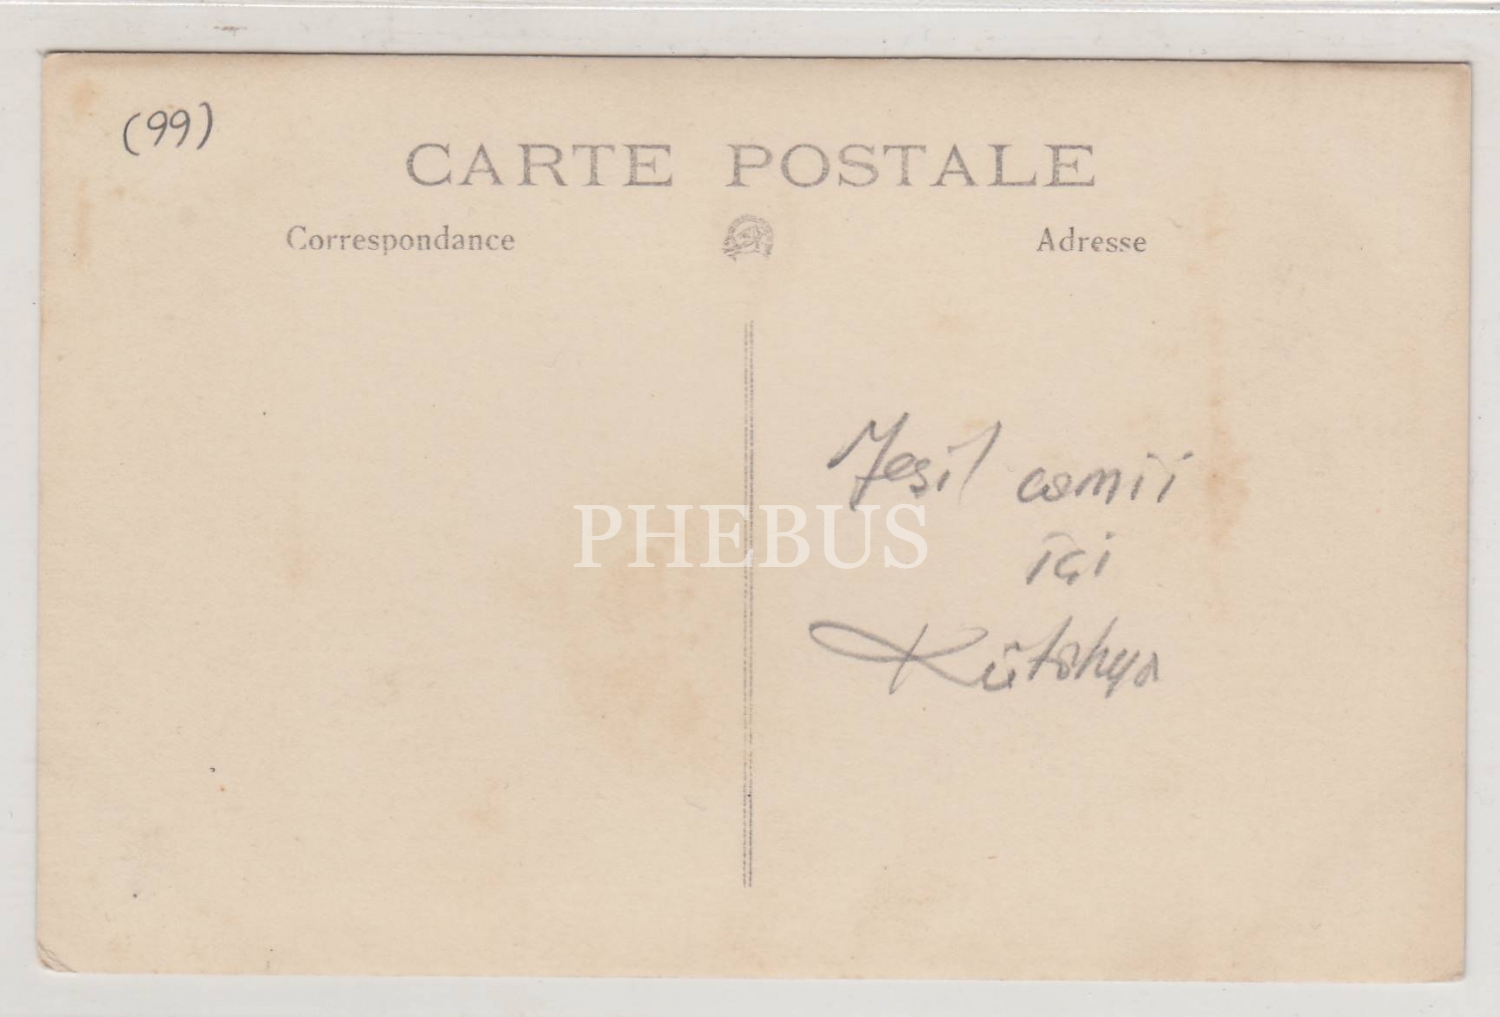 (99)
CARTE POSTALE
Correspondance
Adresse
Yeşil camii
içi
Kütahya
PHEBUS